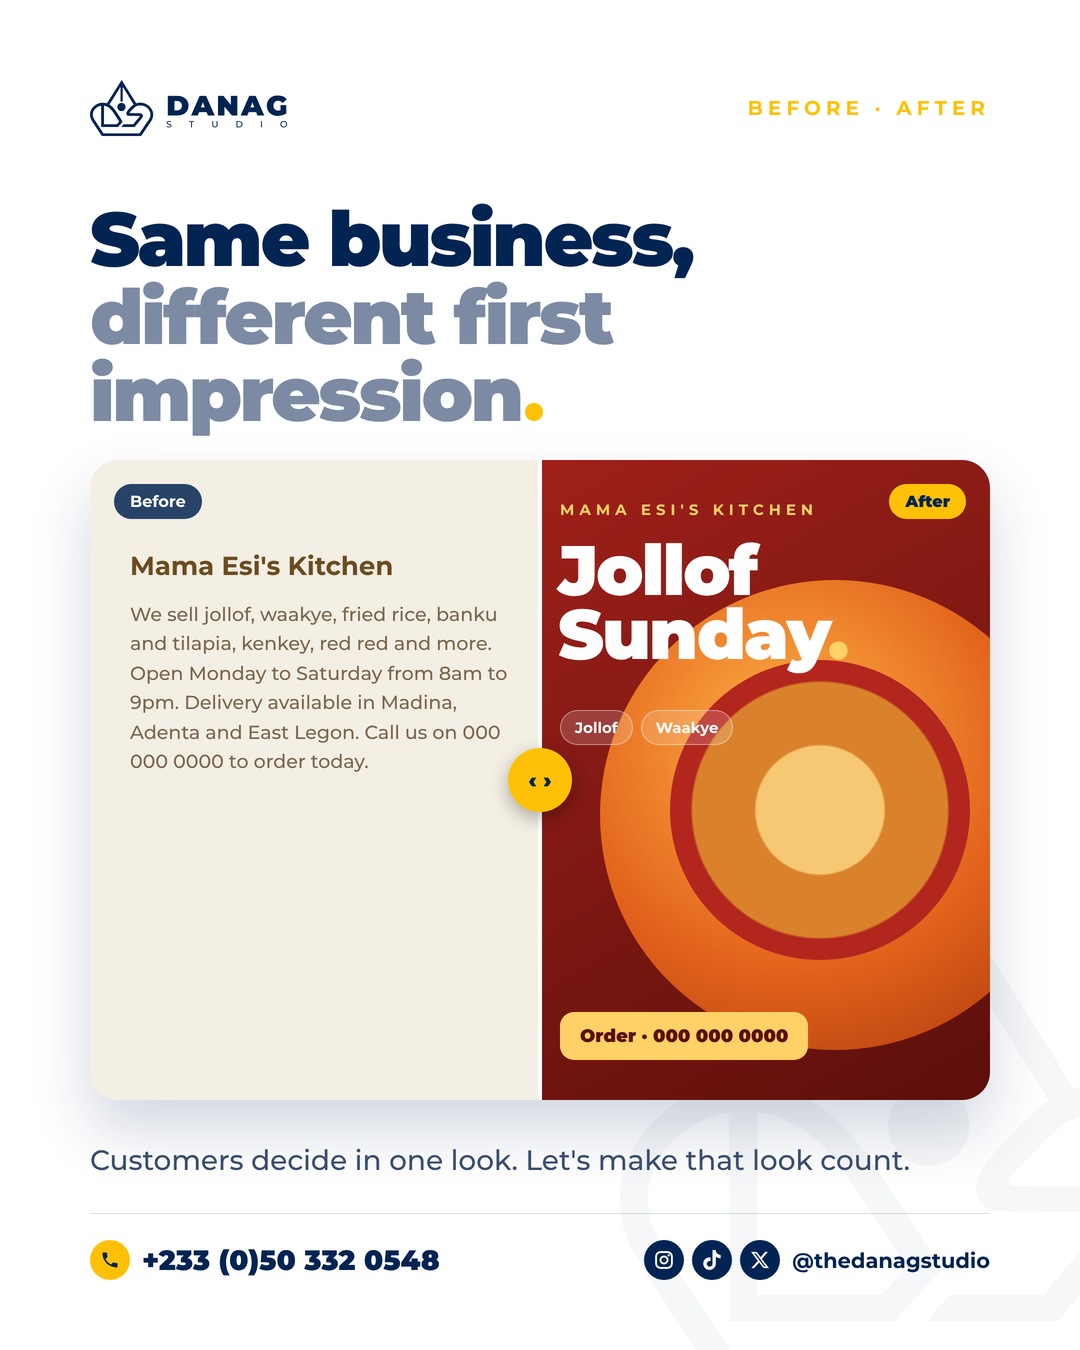 DANAG
STUDIO
BEFORE · AFTER
Same business,
different first
impression.
Before
Mama Esi's Kitchen
We sell jollof, waakye, fried rice, banku
and tilapia, kenkey, red red and more.
Open Monday to Saturday from 8am to
9pm. Delivery available in Madina,
Adenta and East Legon. Call us on 000
000 0000 to order today.
After
MAMA ESI'S KITCHEN
Jollof
Sunday.
Jollof Waakye
Order · 000 000 0000
Customers decide in one look. Let's make that look count.
+233 (0)50 332 0548
@thedanagstudio